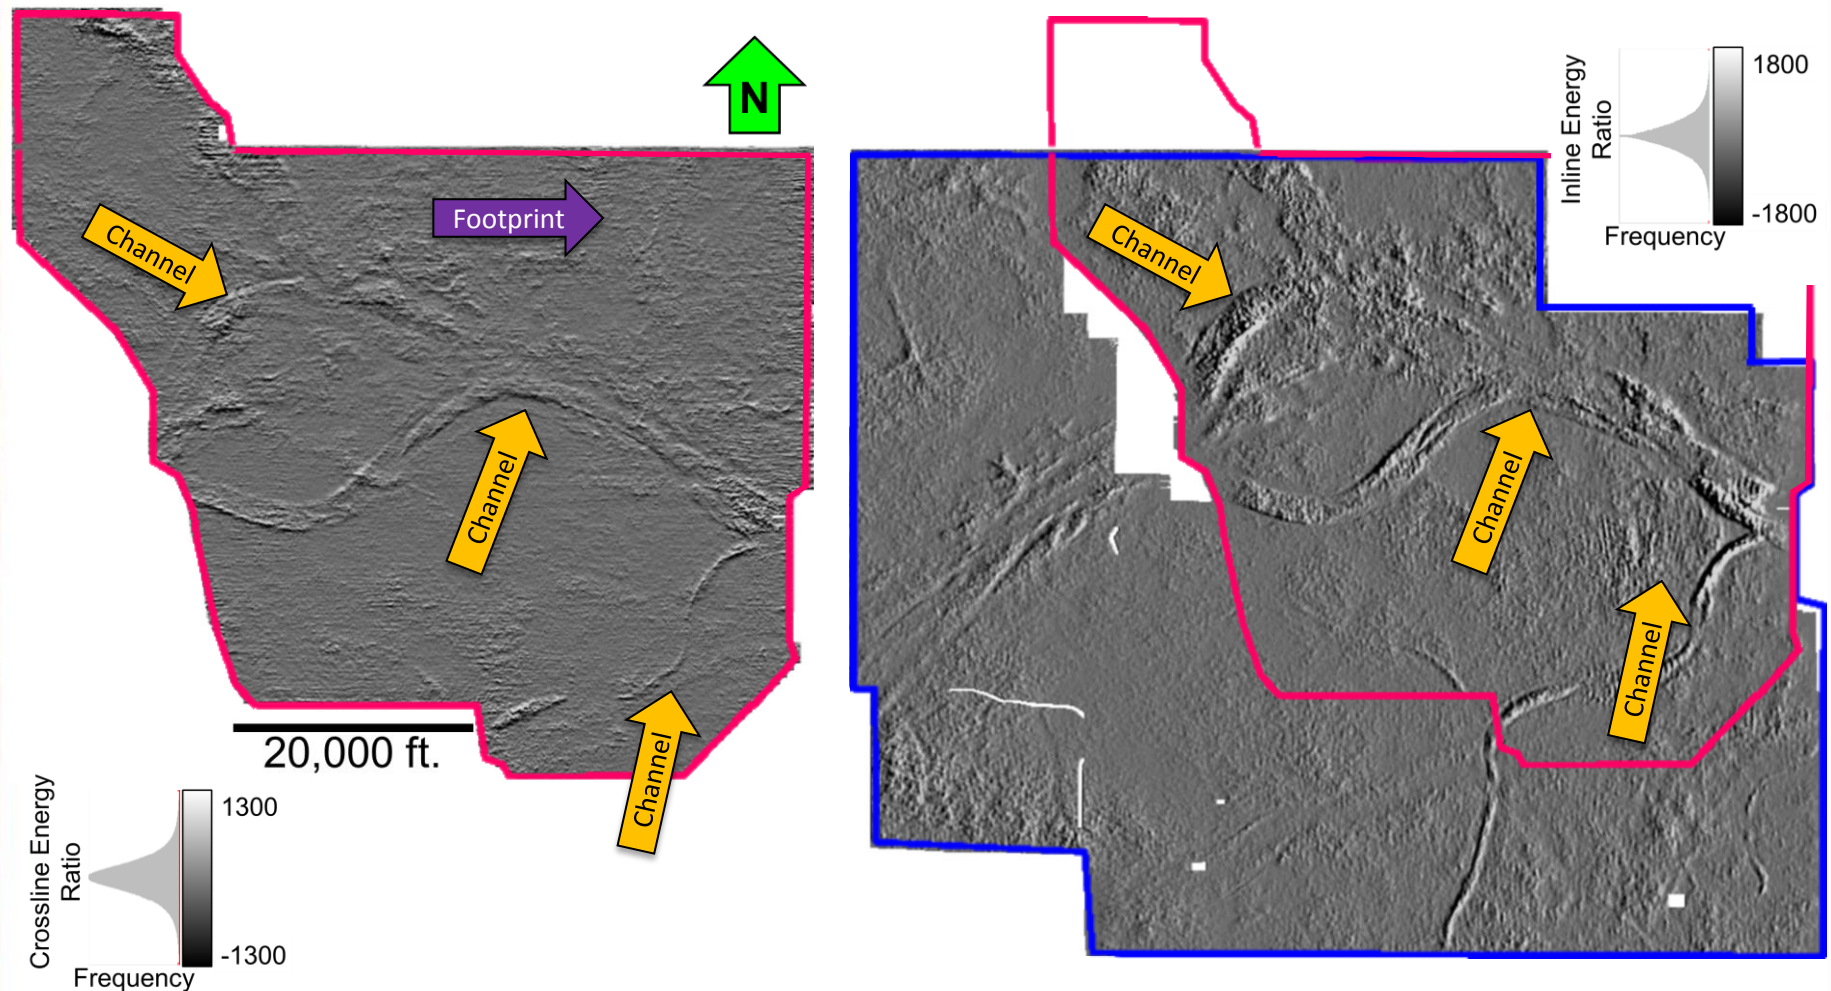 N
1800
Inline Energy
Ratio
-1800
Frequency
Footprint
Channel
Channel
Channel
Channel
Channel
Channel
20,000 ft.
Crossline Energy
Ratio
1300
-1300
Frequency